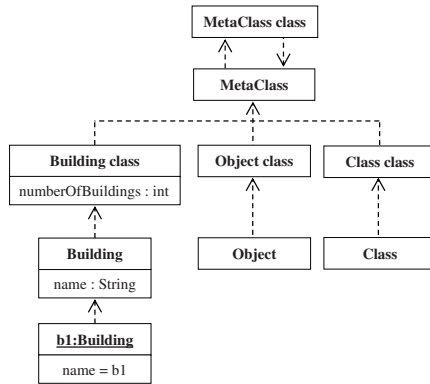 MetaClass class
MetaClass
Building class
numberOfBuildings : int
Object class
Class class
Building
name : String
Object
Class
b1:Building
name = b1